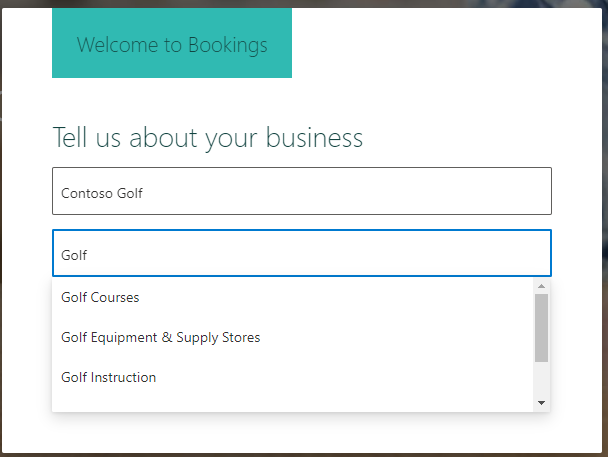 Welcome to Bookings
Tell us about your business
Contoso Golf
Golf
Golf Courses
Golf Equipment & Supply Stores
Golf Instruction